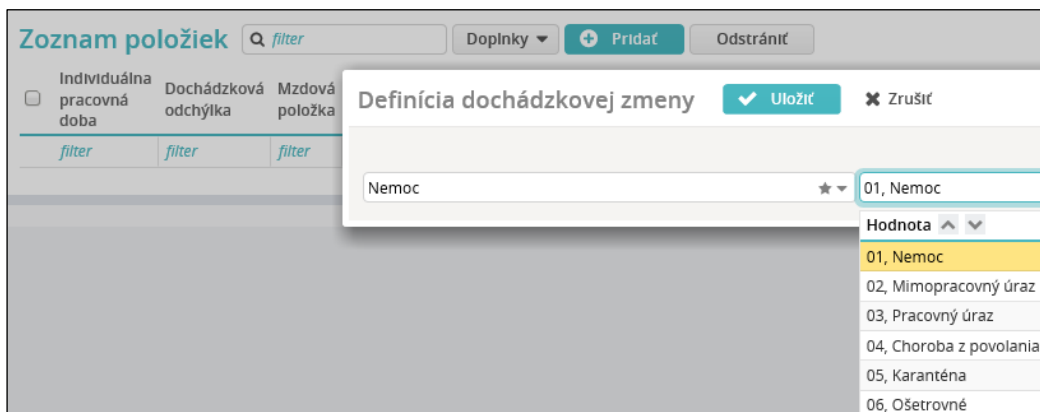 Zoznam položiek filter Doplnky Pridať Odstrániť
Individuálna pracovná doba Dochádzková odchýlka Mzdová položka
filter filter filter
Definícia dochádzkovej zmeny Uložiť Zrušiť
Nemoc 01, Nemoc
Hodnota
01, Nemoc
02, Mimopracovný úraz
03, Pracovný úraz
04, Choroba z povolania
05, Karanténa
06, Ošetrovné